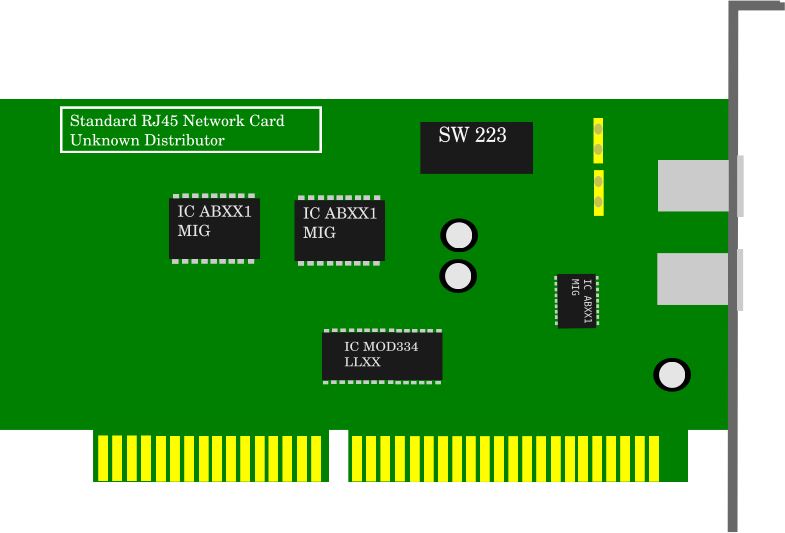 Standard RJ45 Network Card
Unknown Distributor
SW 223
IC ABXX1
MIG
IC ABXX1
MIG
IC ABXX1
MIG
IC MOD334
LLXX